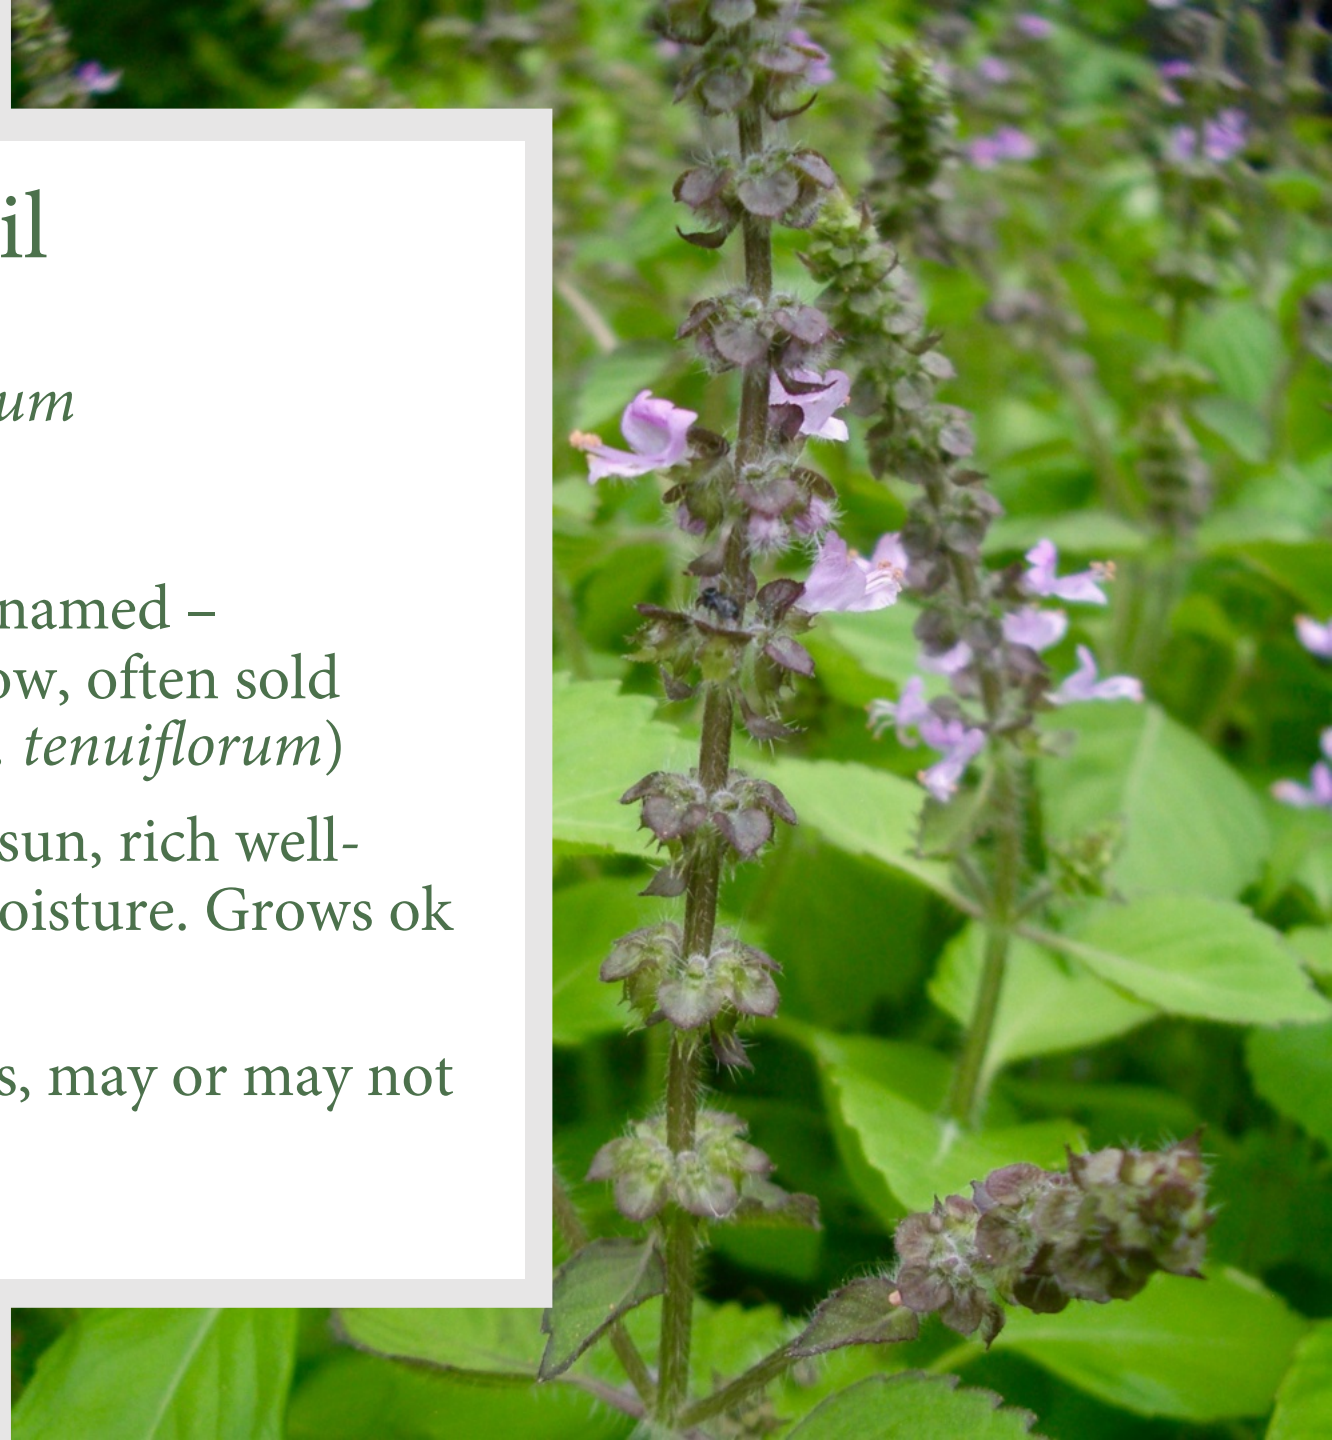 il
um
named –
ow, often sold
. tenuiflorum)
sun, rich well-
oisture. Grows ok
s, may or may not